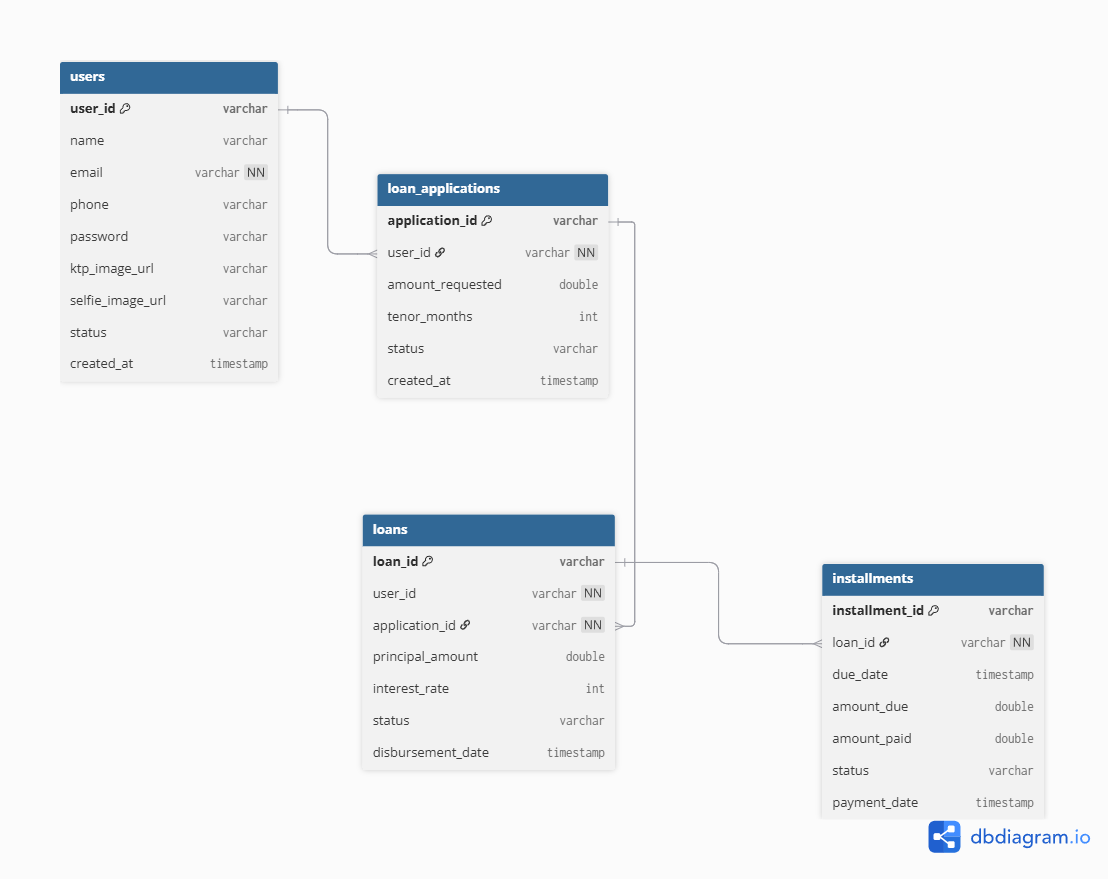 users
user_id varchar
name varchar
email varchar NN
phone varchar
password varchar
ktp_image_url varchar
selfie_image_url varchar
status varchar
created_at timestamp
loan_applications
application_id varchar
user_id varchar NN
amount_requested double
tenor_months int
status varchar
created_at timestamp
loans
loan_id varchar
user_id varchar NN
application_id varchar NN
principal_amount double
interest_rate int
status varchar
disbursement_date timestamp
installments
installment_id varchar
loan_id varchar NN
due_date timestamp
amount_due double
amount_paid double
status varchar
payment_date timestamp
dbdiagram.io